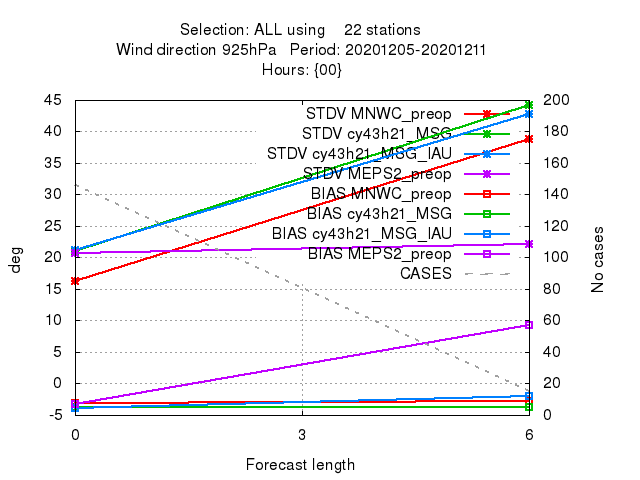 Selection: ALL using    22 stations
Wind direction 925hPa   Period: 20201205-20201211
Hours: {00}
45 200
STDV MNWC_preop
40 180
STDV cy43h21_MSG
STDV cy43h21_MSG_IAU
35 160
STDV MEPS2_preop
30 140
BIAS MNWC_preop
BIAS cy43h21_MSG
25 120
BIAS cy43h21_MSG_IAU
20 100
BIAS MEPS2_preop
CASES
deg
No cases
15 80
10 60
5 40
0 20
-5 0
0 3 6
Forecast length